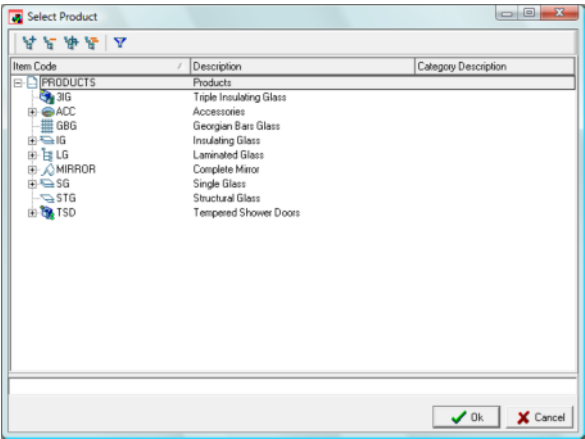 Select Product
Item Code / Description Category Description
PRODUCTS Products
3IG Triple Insulating Glass
ACC Accessories
GBG Georgian Bars Glass
IG Insulating Glass
LG Laminated Glass
MIRROR Complete Mirror
SG Single Glass
STG Structural Glass
TSD Tempered Shower Doors
Ok Cancel